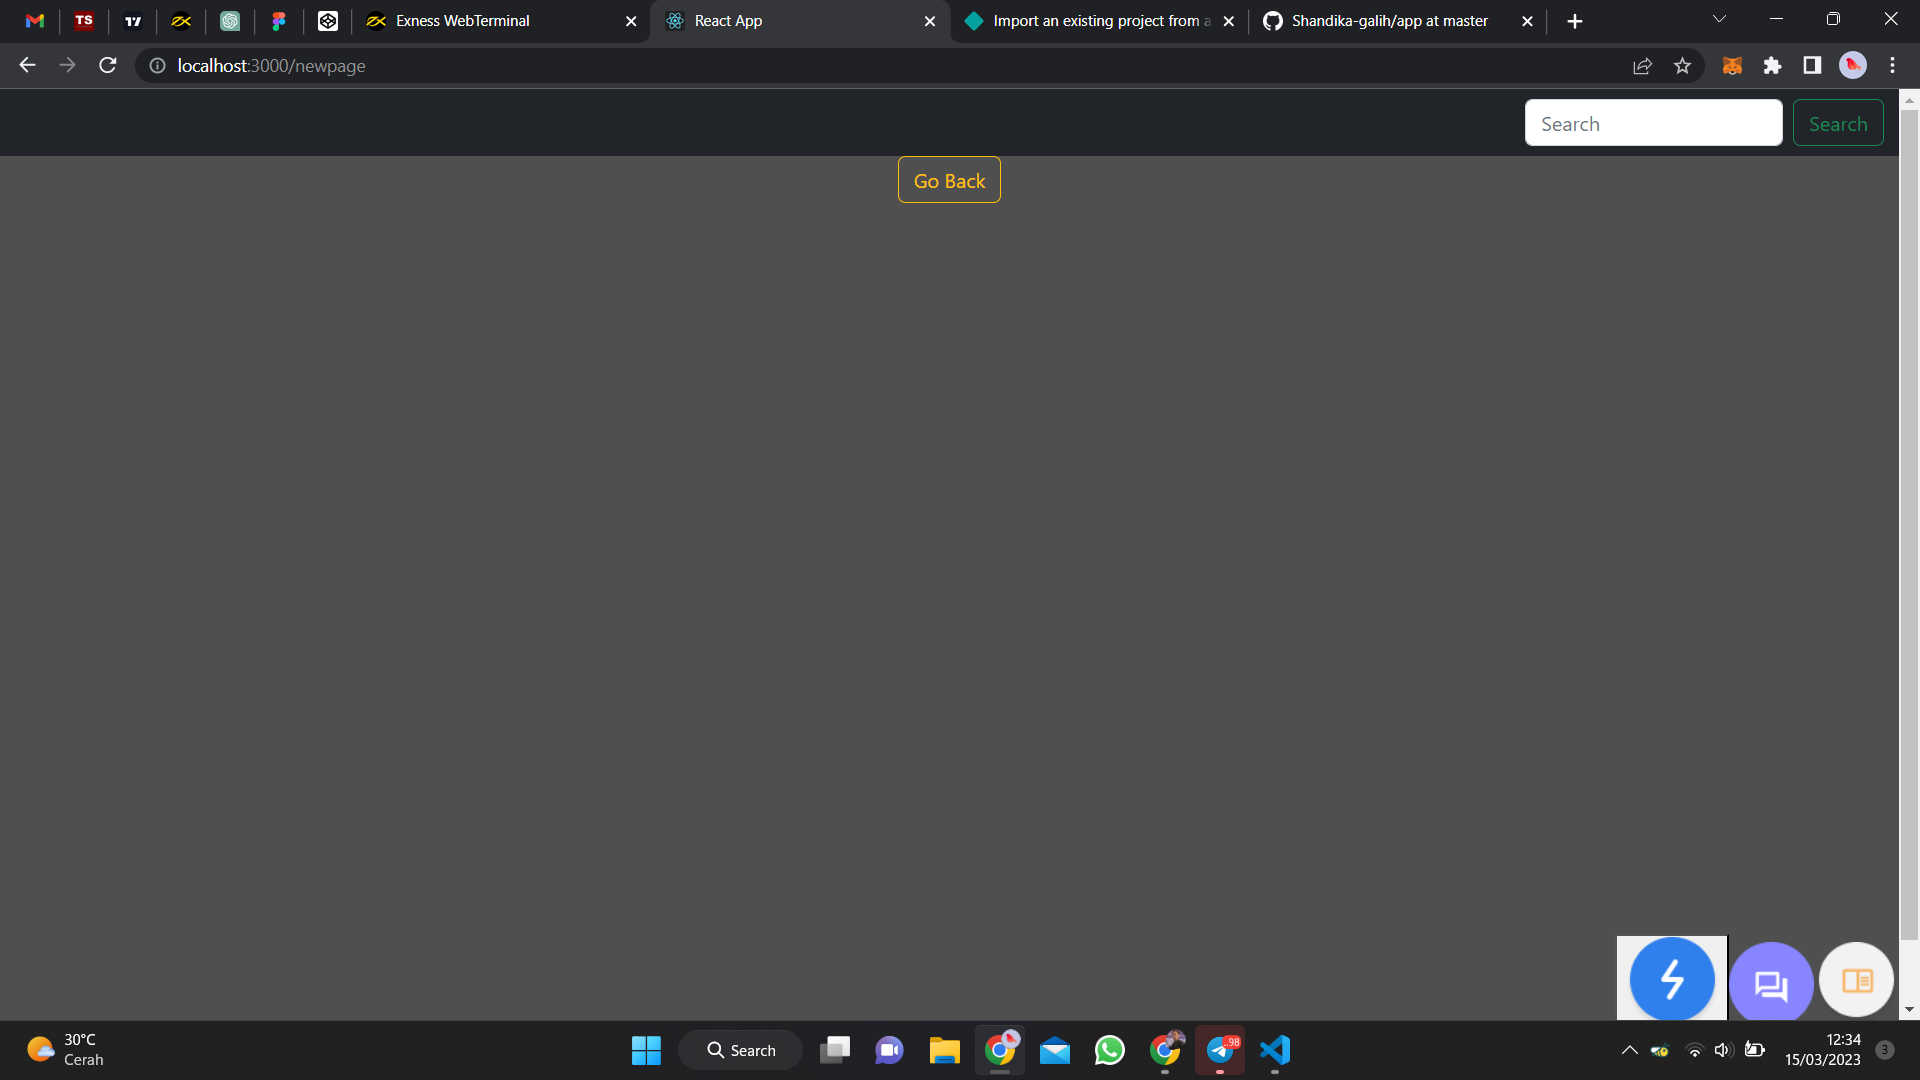 TS
Exness WebTerminal
React App
Import an existing project from a
Shandika-galih/app at master
localhost:3000/newpage
Search
Search
Go Back
30°C
Cerah
Search
98
12:34
15/03/2023
3